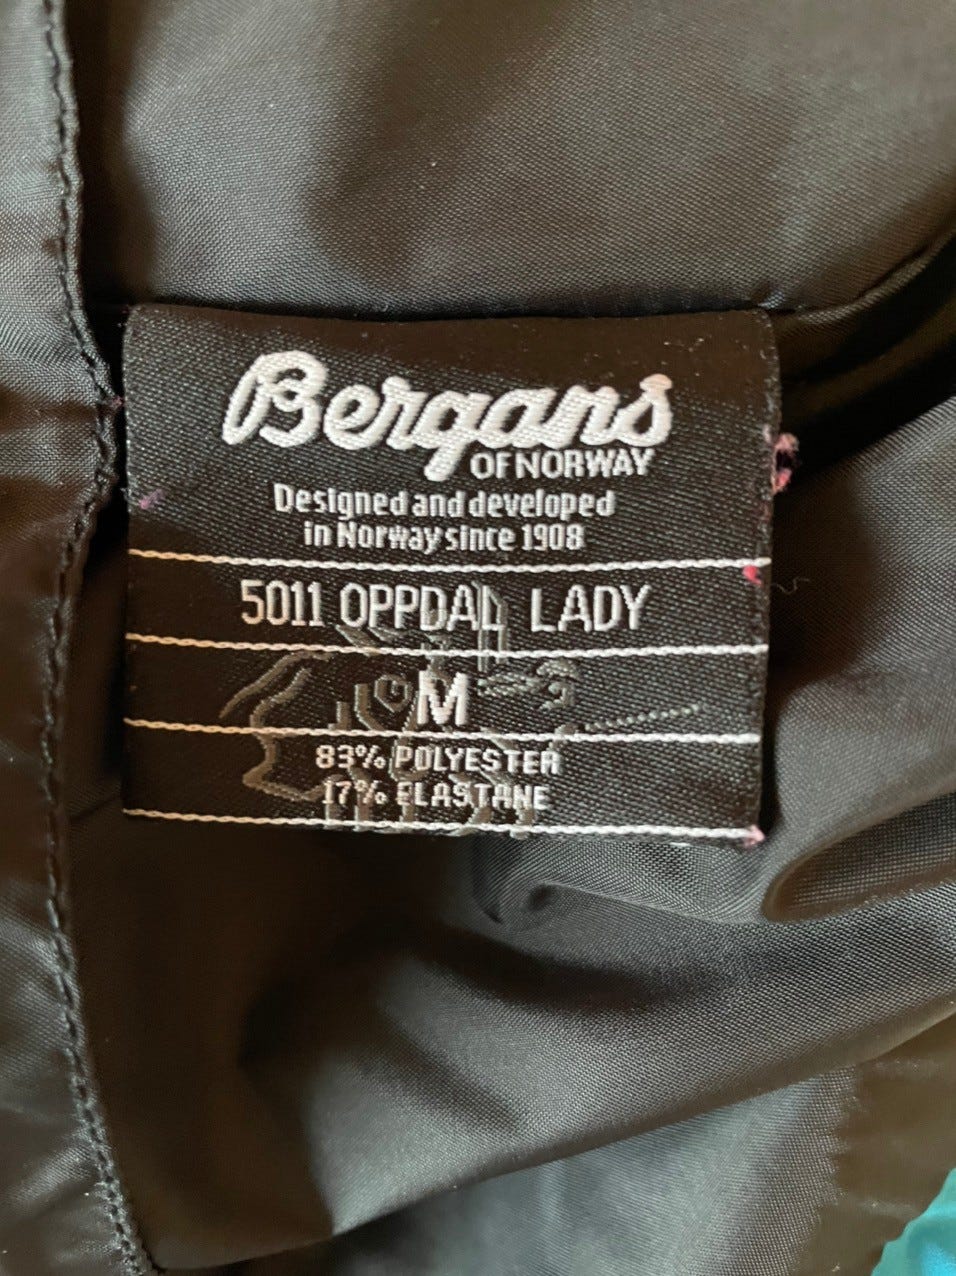 Bergans
OF NORWAY
Designed and developed
in Norway since 1908
5011 OPPDAL LADY
M
83% POLYESTER
17% ELASTANE